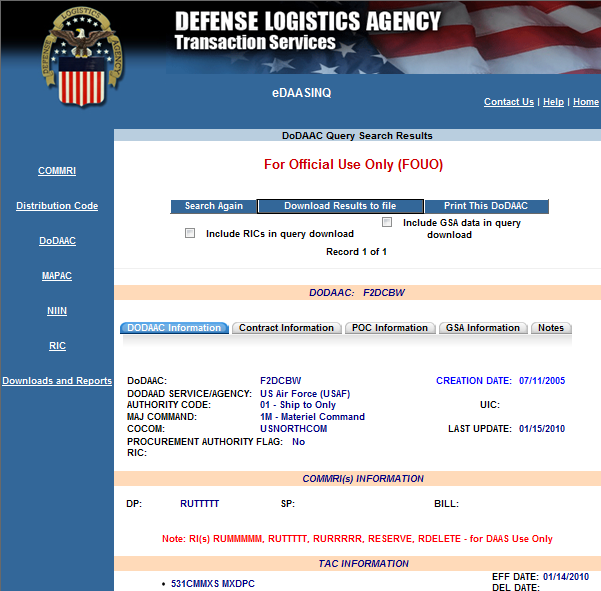 DEFENSE LOGISTICS AGENCY
DEFENSE LOGISTICS AGENCY
Transaction Services
eDAASINQ
Contact Us | Help | Home
DoDAAC Query Search Results
For Official Use Only (FOUO)
Search Again Download Results to file Print This DoDAAC
Include RICs in query download
Include GSA data in query
download
Record 1 of 1
COMMRI
Distribution Code
DoDAAC
MAPAC
NIIN
RIC
Downloads and Reports
DODAAC: F2DCBW
DODAAC Information Contract Information POC Information GSA Information Notes
DoDAAC: F2DCBW CREATION DATE: 07/11/2005
DODAAD SERVICE/AGENCY: US Air Force (USAF)
AUTHORITY CODE: 01 - Ship to Only UIC:
MAJ COMMAND: 1M - Materiel Command
COCOM: USNORTHCOM LAST UPDATE: 01/15/2010
PROCUREMENT AUTHORITY FLAG: No
RIC:
COMMRI(s) INFORMATION
DP: RUTTTTT SP: BILL:
Note: RI(s) RUMMMMM, RUTTTTT, RURRRRR, RESERVE, RDELETE - for DAAS Use Only
TAC INFORMATION
• 531CMMXS MXDPC
EFF DATE: 01/14/2010
DEL DATE: